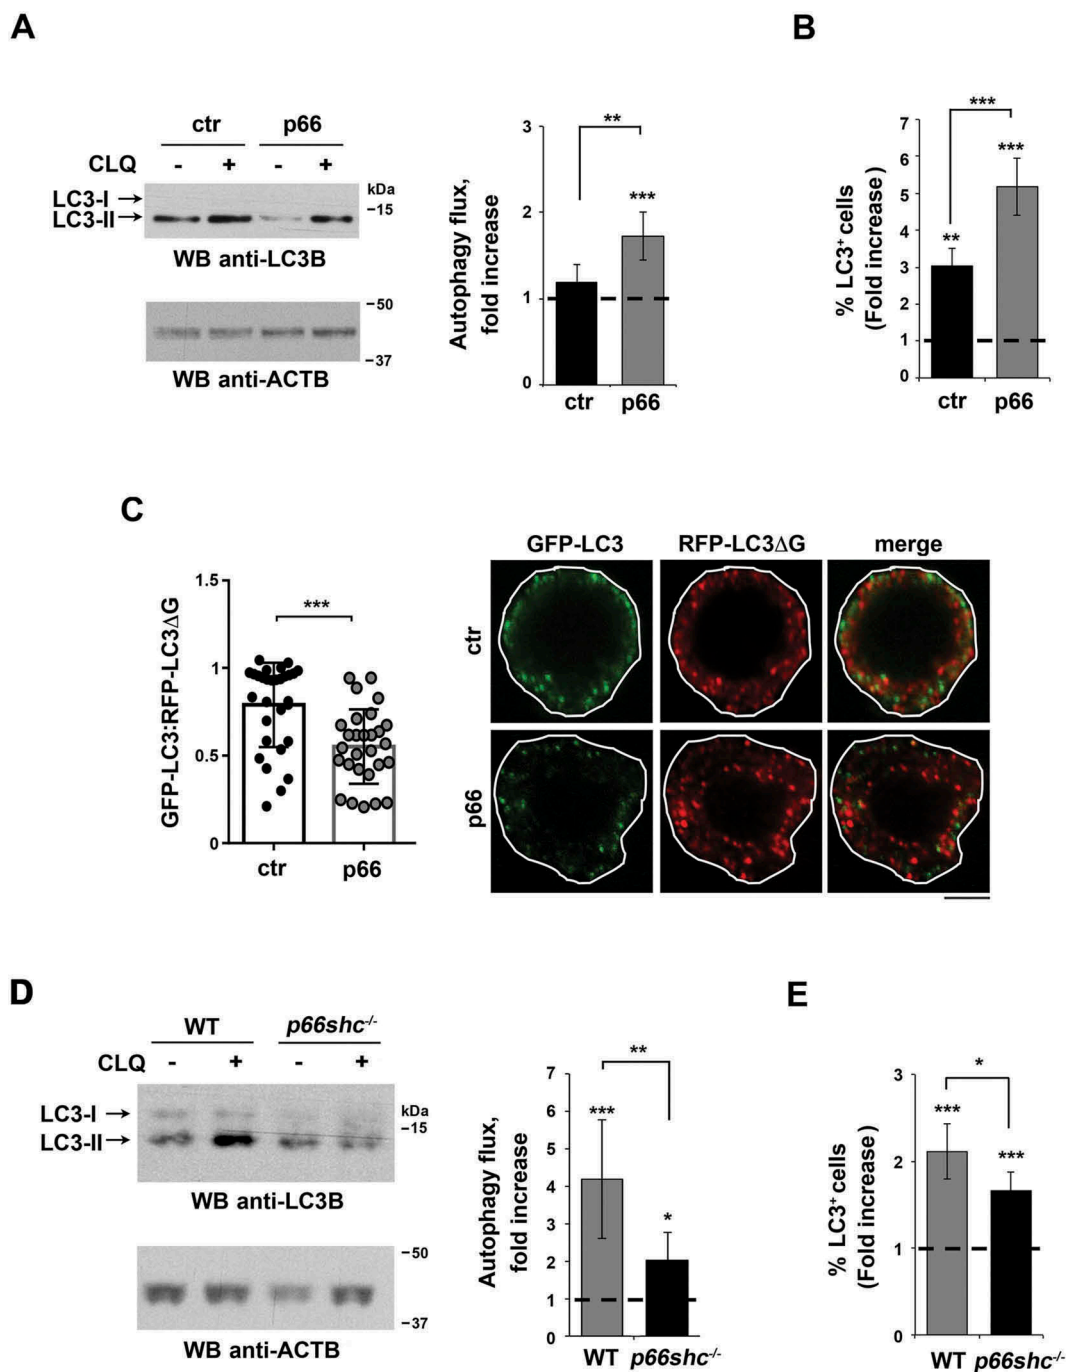 A
ctr p66
CLQ - + - +
LC3-I
LC3-II
kDa
−15
WB anti-LC3B
−50
−37
WB anti-ACTB
Autophagy flux,
fold increase
3
2
1
0
**
***
ctr p66
B
% LC3⁺ cells
(Fold increase)
7
6
5
4
3
2
1
0
***
***
**
ctr p66
C
GFP-LC3:RFP-LC3ΔG
1.5
1
0.5
0
***
ctr p66
GFP-LC3 RFP-LC3ΔG merge
ctr
p66
D
WT p66shc-/-
CLQ - + - +
LC3-I
LC3-II
kDa
−15
WB anti-LC3B
−50
−37
WB anti-ACTB
Autophagy flux,
fold increase
7
6
5
4
3
2
1
0
**
***
*
WT p66shc-/-
E
% LC3⁺ cells
(Fold increase)
3
2
1
0
*
***
***
WT p66shc-/-